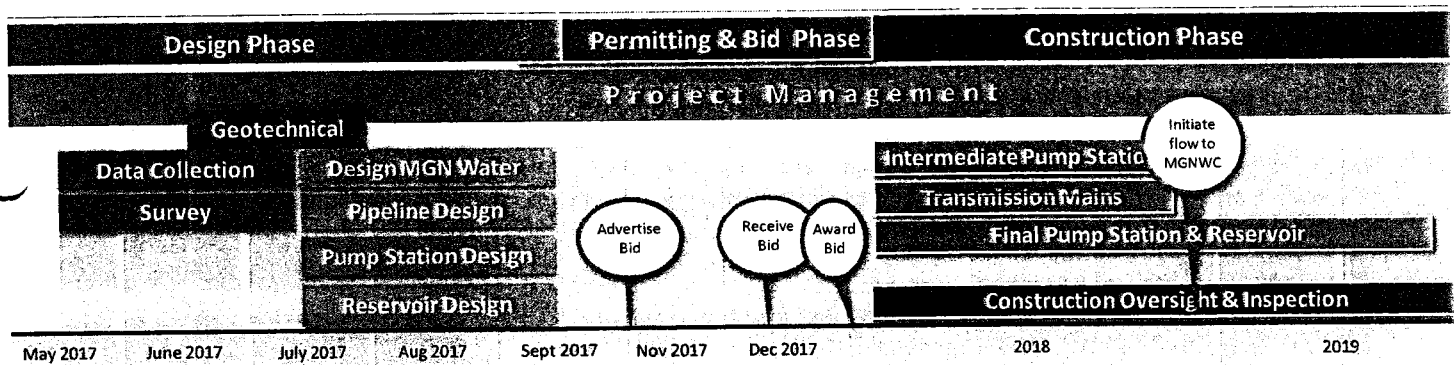 Design Phase
Permitting & Bid Phase
Construction Phase
Project Management
Geotechnical
Data Collection
Survey
Design MGN Water
Pipeline Design
Pump Station Design
Reservoir Design
Advertise
Bid
Receive
Bid
Award
Bid
Initiate
flow to
MGNWC
Intermediate Pump Static
Transmission Mains
Final Pump Station & Reservoir
Construction Oversight & Inspection
May 2017
June 2017
July 2017
Aug 2017
Sept 2017
Nov 2017
Dec 2017
2018
2019